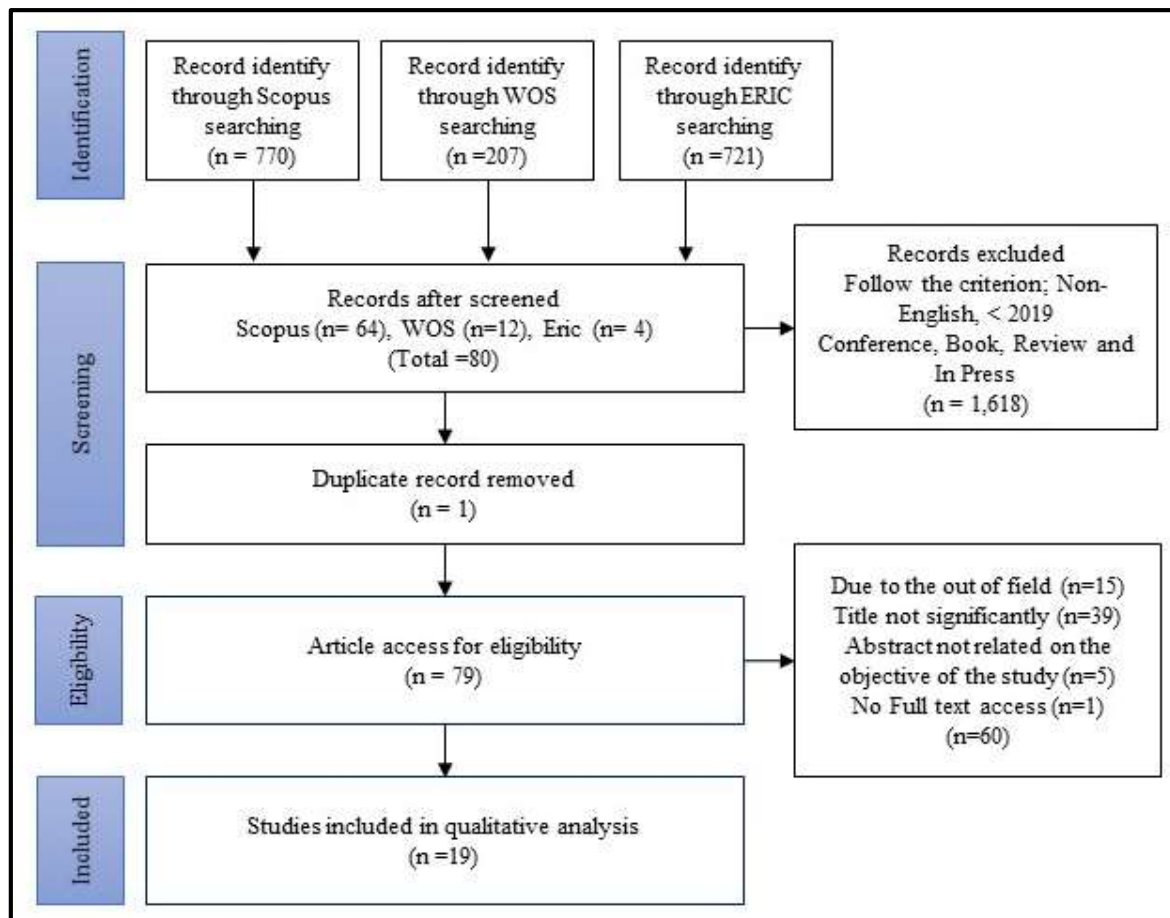 Identification
Record identify
through Scopus
searching
(n = 770)
Record identify
through WOS
searching
(n =207)
Record identify
through ERIC
searching
(n =721)
Screening
Records after screened
Scopus (n= 64), WOS (n=12), Eric (n= 4)
(Total =80)
Records excluded
Follow the criterion; Non-
English, < 2019
Conference, Book, Review and
In Press
(n = 1,618)
Duplicate record removed
(n = 1)
Eligibility
Article access for eligibility
(n = 79)
Due to the out of field (n=15)
Title not significantly (n=39)
Abstract not related on the
objective of the study (n=5)
No Full text access (n=1)
(n=60)
Included
Studies included in qualitative analysis
(n =19)